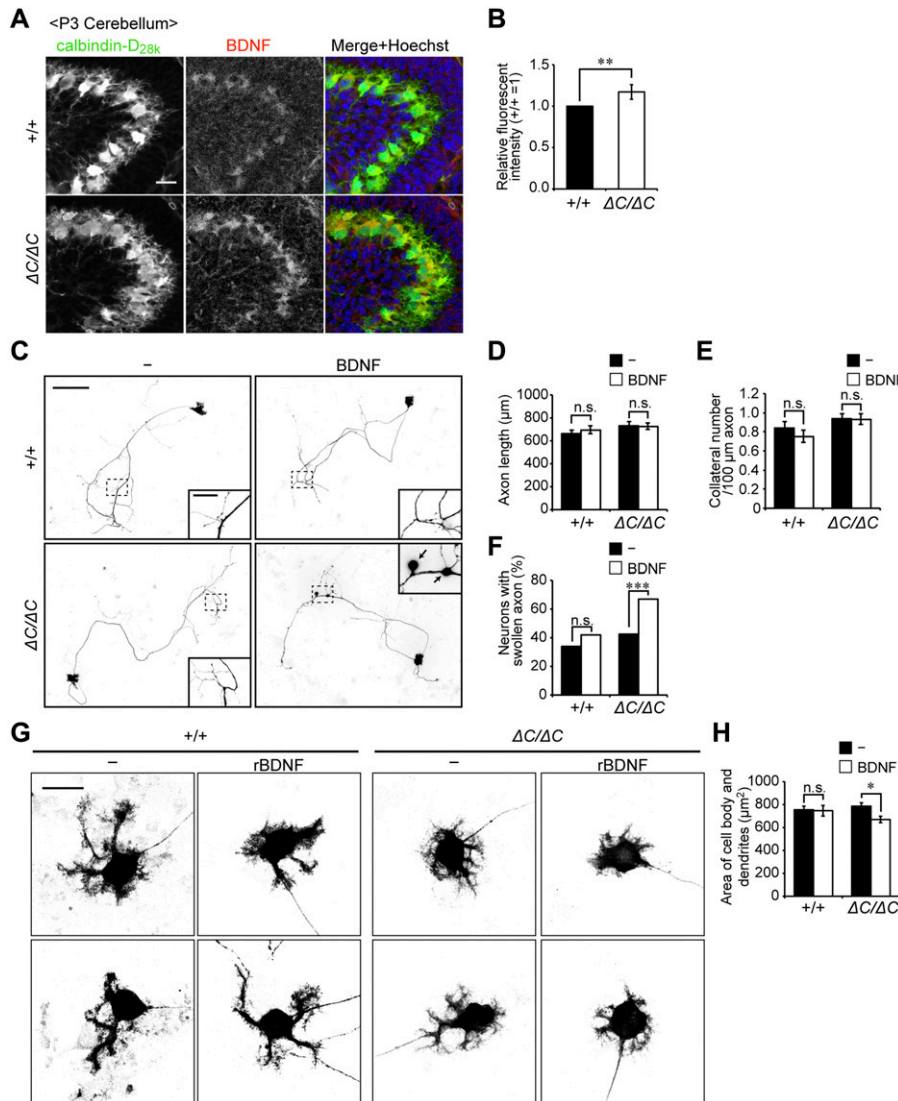 A
<P3 Cerebellum>
calbindin-D28k
BDNF
Merge+Hoechst
+/+
ΔC/ΔC
B
Relative fluorescent
intensity (+/+ =1)
1.5
1.0
0.5
0.0
**
+/+
ΔC/ΔC
C
–
BDNF
+/+
ΔC/ΔC
D
–
BDNF
Axon length (μm)
1000
800
600
400
200
0
n.s.
n.s.
+/+
ΔC/ΔC
E
–
BDN
Collateral number
/100 μm axon
1.2
1
0.8
0.6
0.4
0.2
0
n.s.
n.s.
+/+
ΔC/ΔC
F
–
BDNF
Neurons with
swollen axon (%)
80
60
40
20
0
n.s.
***
+/+
ΔC/ΔC
G
+/+
ΔC/ΔC
–
rBDNF
–
rBDNF
H
–
BDNF
Area of cell body and
dendrites (μm2)
1000
800
600
400
200
0
n.s.
*
+/+
ΔC/ΔC